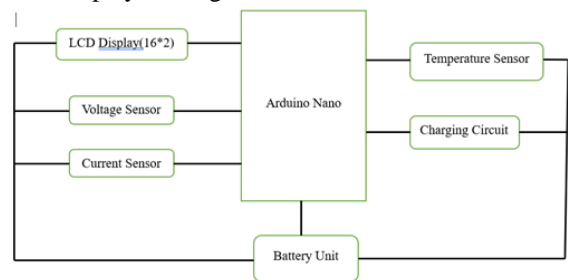 LCD Display(16*2)
Temperature Sensor
Arduino Nano
Voltage Sensor
Charging Circuit
Current Sensor
Battery Unit